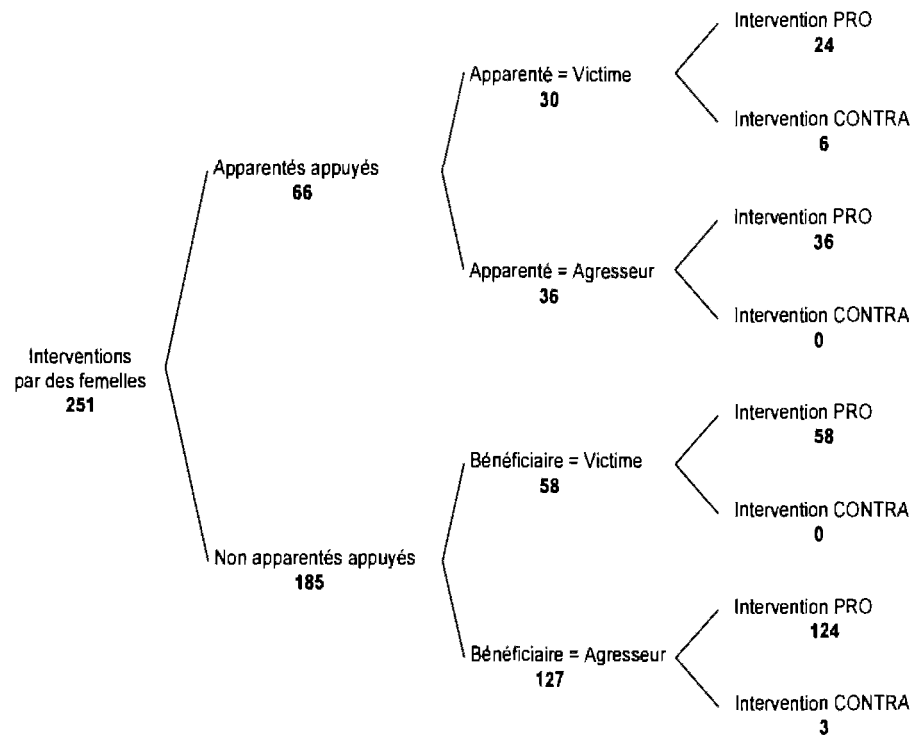 Intervention PRO
24
Apparenté = Victime
30
Intervention CONTRA
6
Apparentés appuyés
66
Intervention PRO
36
Apparenté = Agresseur
36
Intervention CONTRA
0
Interventions
par des femelles
251
Intervention PRO
58
Bénéficiaire = Victime
58
Intervention CONTRA
0
Non apparentés appuyés
185
Intervention PRO
124
Bénéficiaire = Agresseur
127
Intervention CONTRA
3